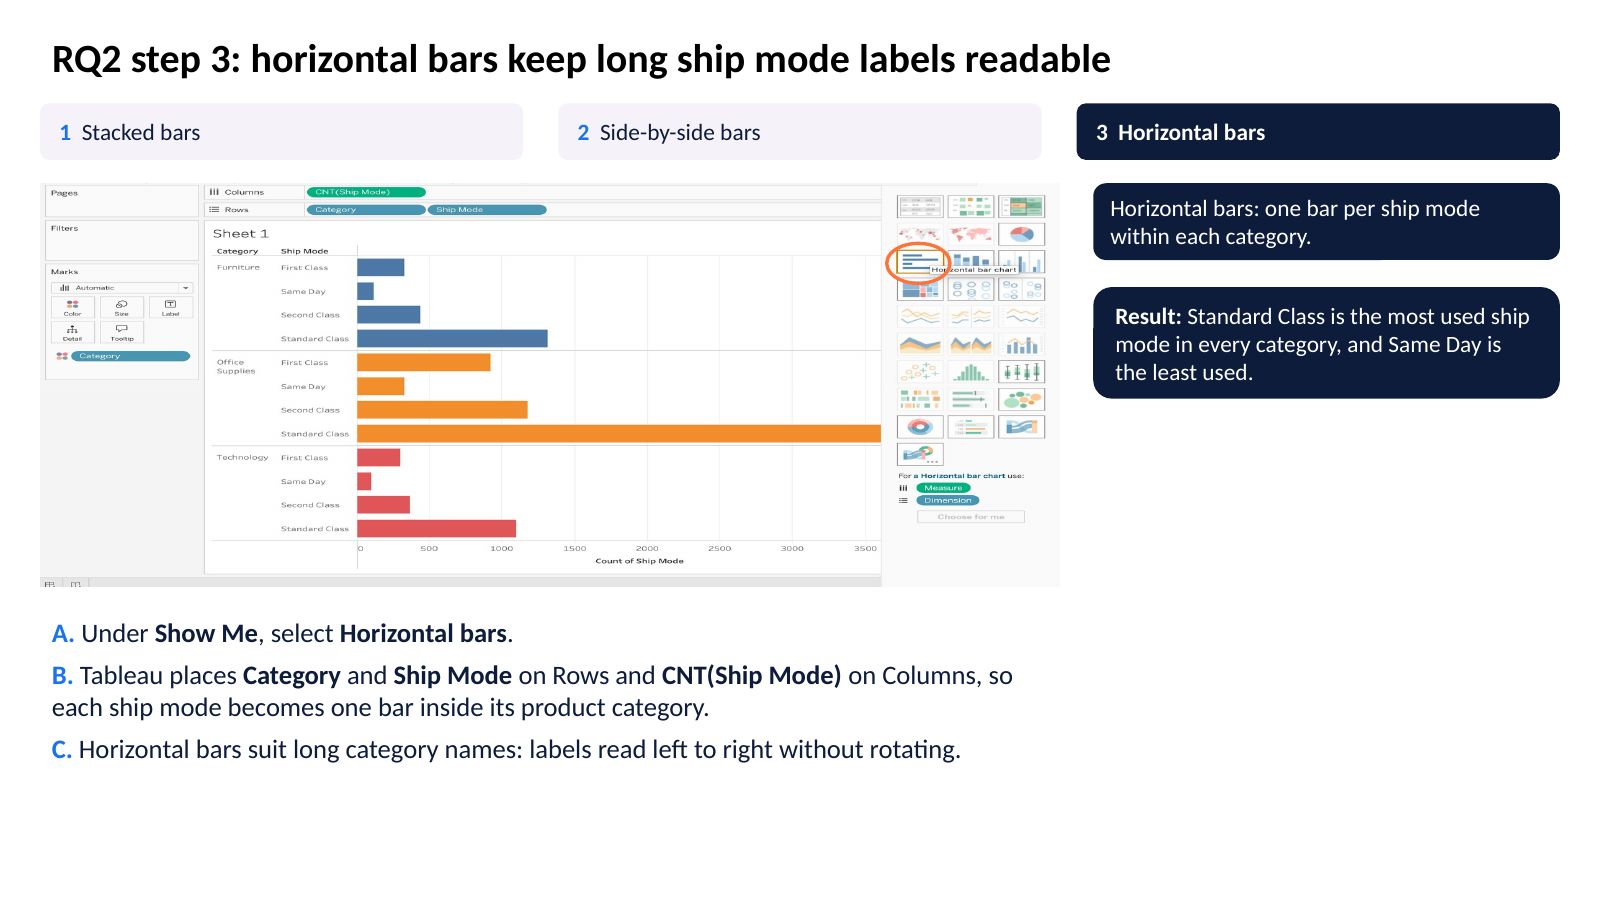 RQ2 step 3: horizontal bars keep long ship mode labels readable
1 Stacked bars
2 Side-by-side bars
3 Horizontal bars
Pages
Filters
Marks
Automatic
Color
Size
Label
Detail
Tooltip
Category
Columns
CNT(Ship Mode)
Rows
Category
Ship Mode
Sheet 1
Category
Ship Mode
Furniture
First Class
Same Day
Second Class
Standard Class
Office
Supplies
First Class
Same Day
Second Class
Standard Class
Technology
First Class
Same Day
Second Class
Standard Class
0
500
1000
1500
2000
2500
3000
3500
Count of Ship Mode
Horizontal bar chart
For a Horizontal bar chart use:
Measure
Dimension
Choose for me
Horizontal bars: one bar per ship mode
within each category.
Result: Standard Class is the most used ship
mode in every category, and Same Day is
the least used.
A. Under Show Me, select Horizontal bars.
B. Tableau places Category and Ship Mode on Rows and CNT(Ship Mode) on Columns, so
each ship mode becomes one bar inside its product category.
C. Horizontal bars suit long category names: labels read left to right without rotating.